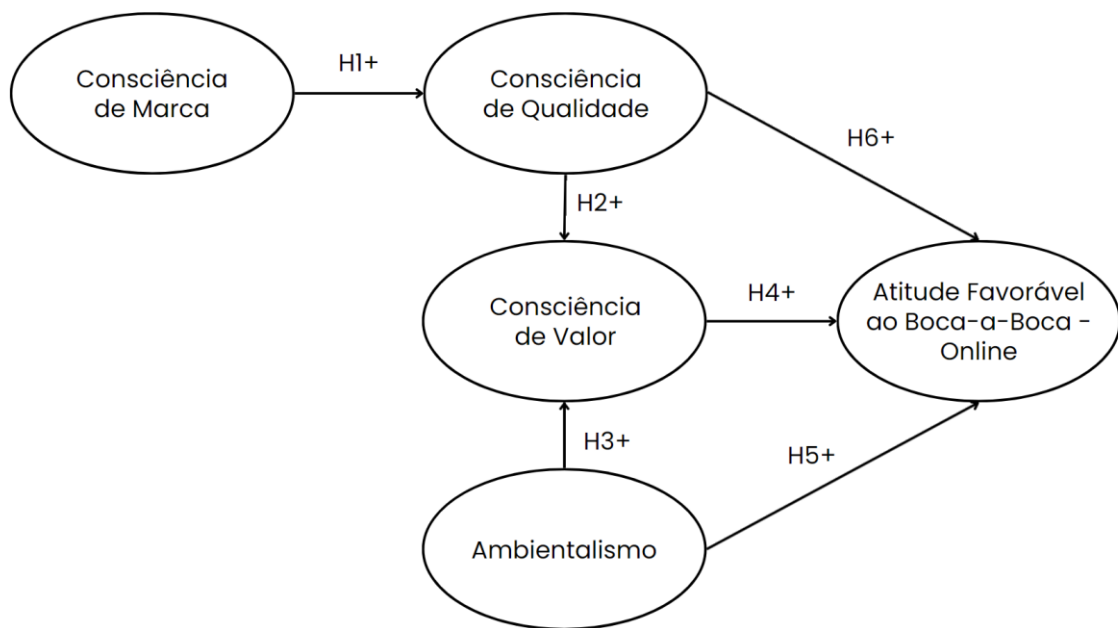 Consciência
de Marca
H1+
Consciência
de Qualidade
H6+
H2+
Consciência
de Valor
H4+
Atitude Favorável
ao Boca-a-Boca -
Online
H3+
H5+
Ambientalismo